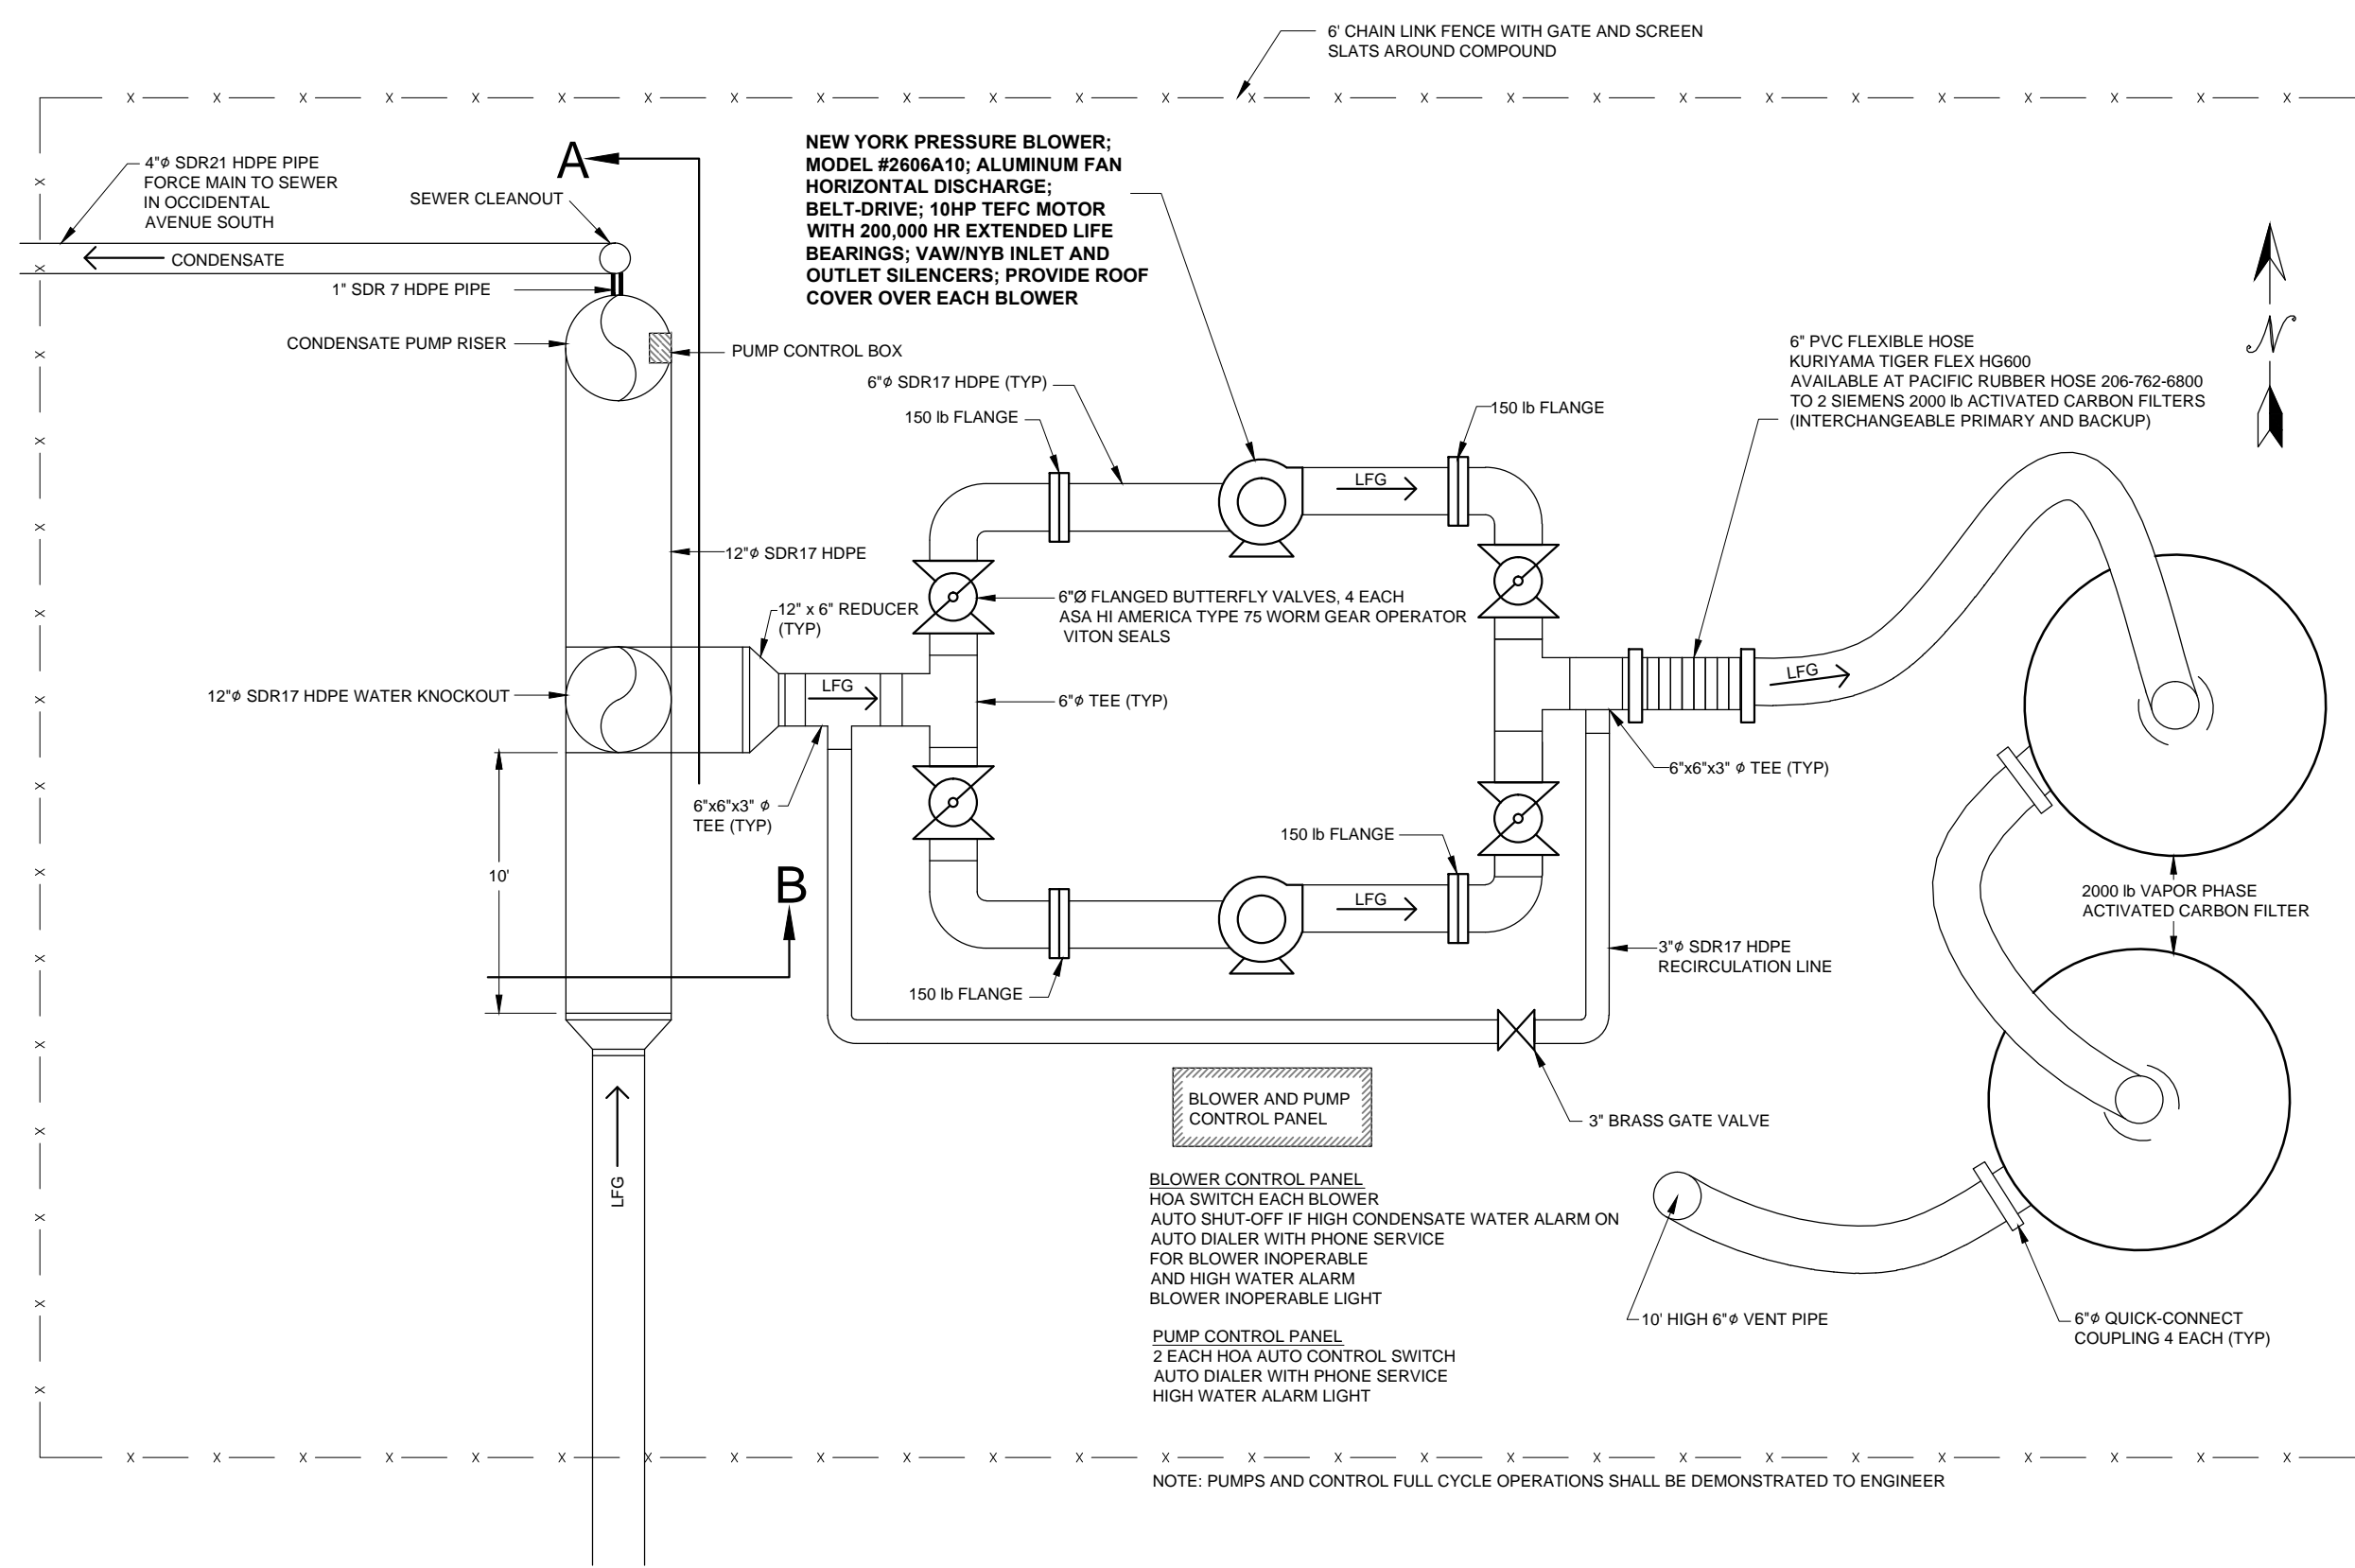 6' CHAIN LINK FENCE WITH GATE AND SCREEN
SLATS AROUND COMPOUND
NEW YORK PRESSURE BLOWER;
MODEL #2606A10; ALUMINUM FAN
HORIZONTAL DISCHARGE;
BELT-DRIVE; 10HP TEFC MOTOR
WITH 200,000 HR EXTENDED LIFE
BEARINGS; VAW/NYB INLET AND
OUTLET SILENCERS; PROVIDE ROOF
COVER OVER EACH BLOWER
A
4"ϕ SDR21 HDPE PIPE
FORCE MAIN TO SEWER
IN OCCIDENTAL
AVENUE SOUTH
SEWER CLEANOUT
CONDENSATE
1" SDR 7 HDPE PIPE
CONDENSATE PUMP RISER
PUMP CONTROL BOX
N
6" PVC FLEXIBLE HOSE
KURIYAMA TIGER FLEX HG600
AVAILABLE AT PACIFIC RUBBER HOSE 206-762-6800
TO 2 SIEMENS 2000 lb ACTIVATED CARBON FILTERS
(INTERCHANGEABLE PRIMARY AND BACKUP)
6"ϕ SDR17 HDPE (TYP)
150 lb FLANGE
150 lb FLANGE
LFG
12"ϕ SDR17 HDPE
12" x 6" REDUCER
(TYP)
6"Ø FLANGED BUTTERFLY VALVES, 4 EACH
ASA HI AMERICA TYPE 75 WORM GEAR OPERATOR
VITON SEALS
12"ϕ SDR17 HDPE WATER KNOCKOUT
LFG
6"ϕ TEE (TYP)
LFG
6"x6"x3" ϕ TEE (TYP)
6"x6"x3" ϕ
TEE (TYP)
150 lb FLANGE
10'
B
LFG
2000 lb VAPOR PHASE
ACTIVATED CARBON FILTER
3"ϕ SDR17 HDPE
RECIRCULATION LINE
150 lb FLANGE
BLOWER AND PUMP
CONTROL PANEL
3" BRASS GATE VALVE
LFG
BLOWER CONTROL PANEL
HOA SWITCH EACH BLOWER
AUTO SHUT-OFF IF HIGH CONDENSATE WATER ALARM ON
AUTO DIALER WITH PHONE SERVICE
FOR BLOWER INOPERABLE
AND HIGH WATER ALARM
BLOWER INOPERABLE LIGHT
PUMP CONTROL PANEL
2 EACH HOA AUTO CONTROL SWITCH
AUTO DIALER WITH PHONE SERVICE
HIGH WATER ALARM LIGHT
10' HIGH 6"ϕ VENT PIPE
6"ϕ QUICK-CONNECT
COUPLING 4 EACH (TYP)
NOTE: PUMPS AND CONTROL FULL CYCLE OPERATIONS SHALL BE DEMONSTRATED TO ENGINEER